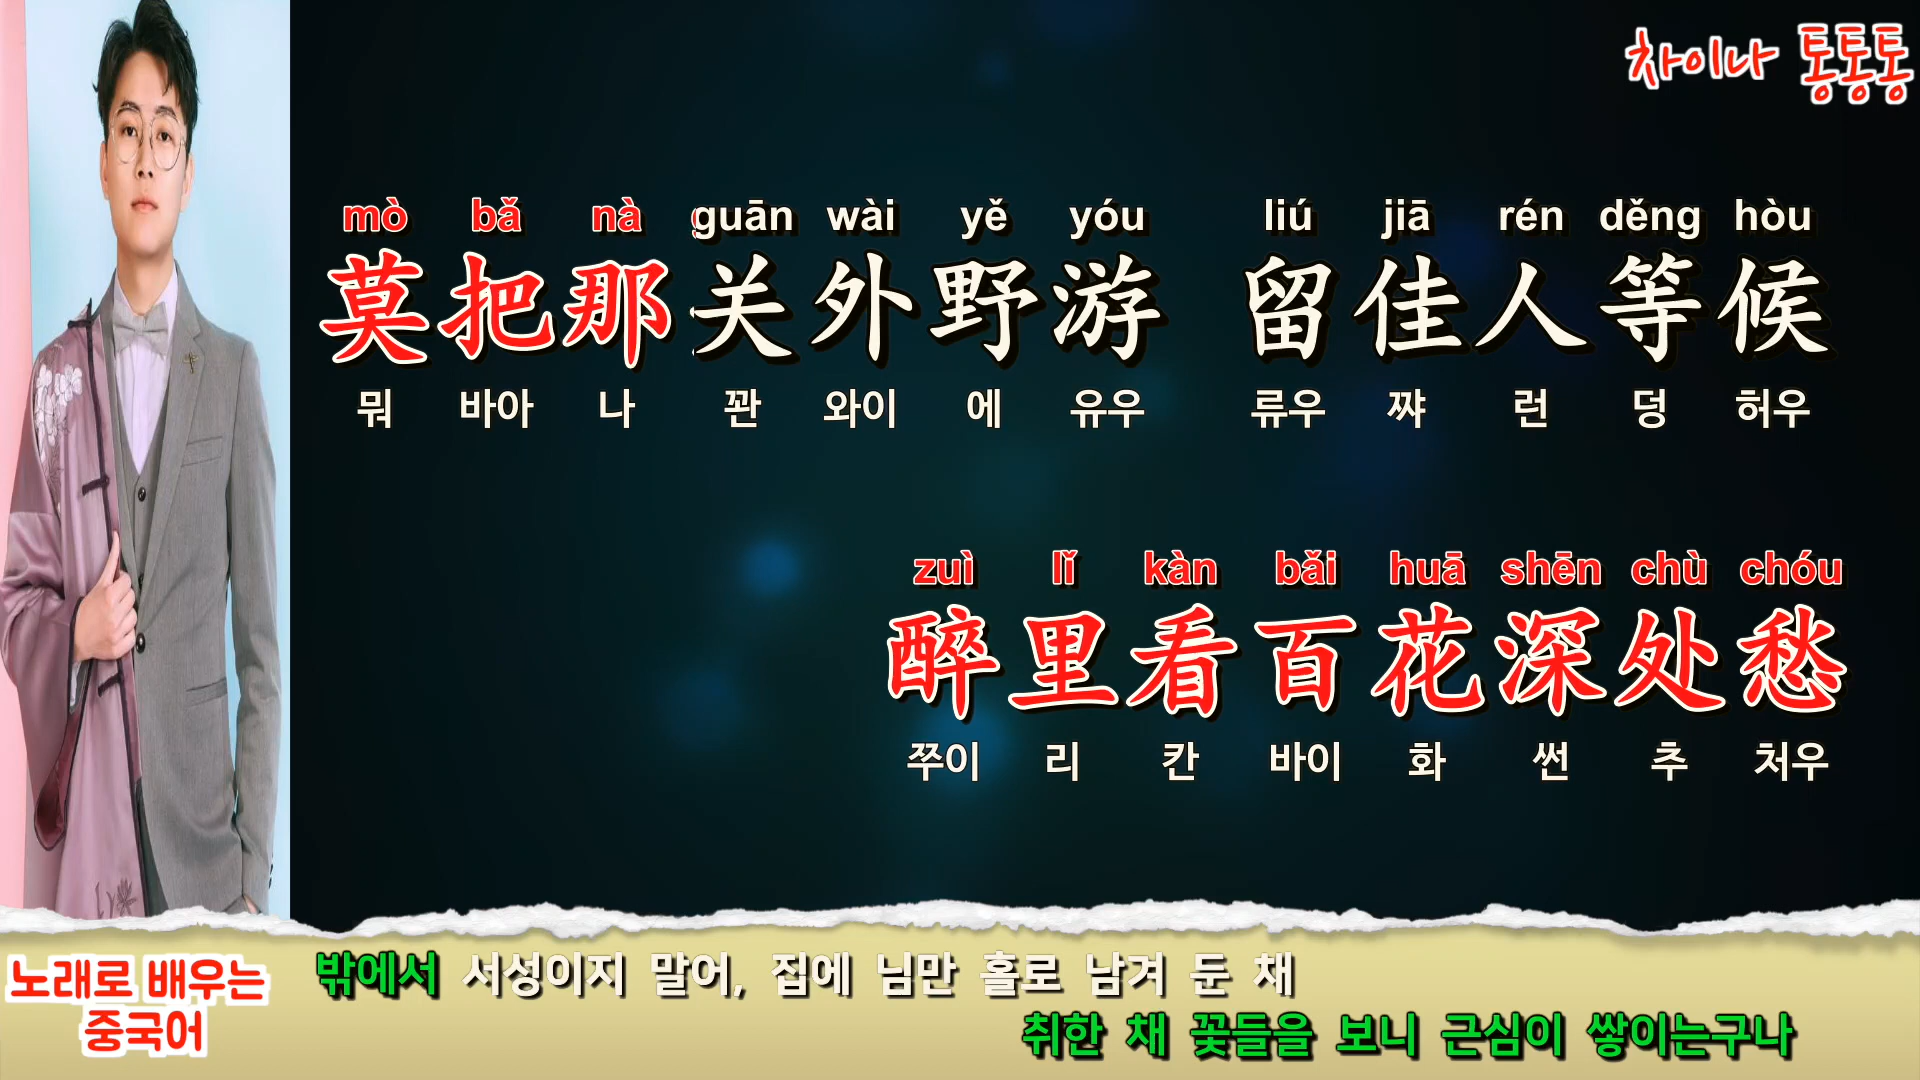 차이나 통통통
mò bǎ nà guān wài yě yóu liú jiā rén děng hòu
莫把那关外野游 留佳人等候
뭐 바아 나 꽌 와이 예 유우 류우 쨔 런 덩 허우
zuì lǐ kàn bǎi huā shēn chù chóu
醉里看百花深处愁
쭈이 리 칸 바이 화 썬 추 처우
노래로 배우는
중국어
밖에서 서성이지 말어, 집에 님만 홀로 남겨 둔 채
취한 채 꽃들을 보니 근심이 쌓이는구나